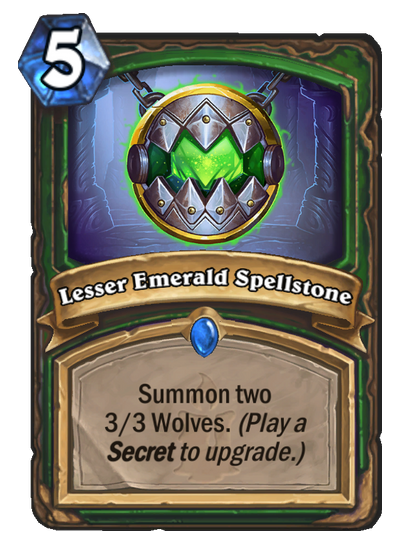 5
Lesser Emerald Spellstone
Summon two
3/3 Wolves. (Play a
Secret to upgrade.)